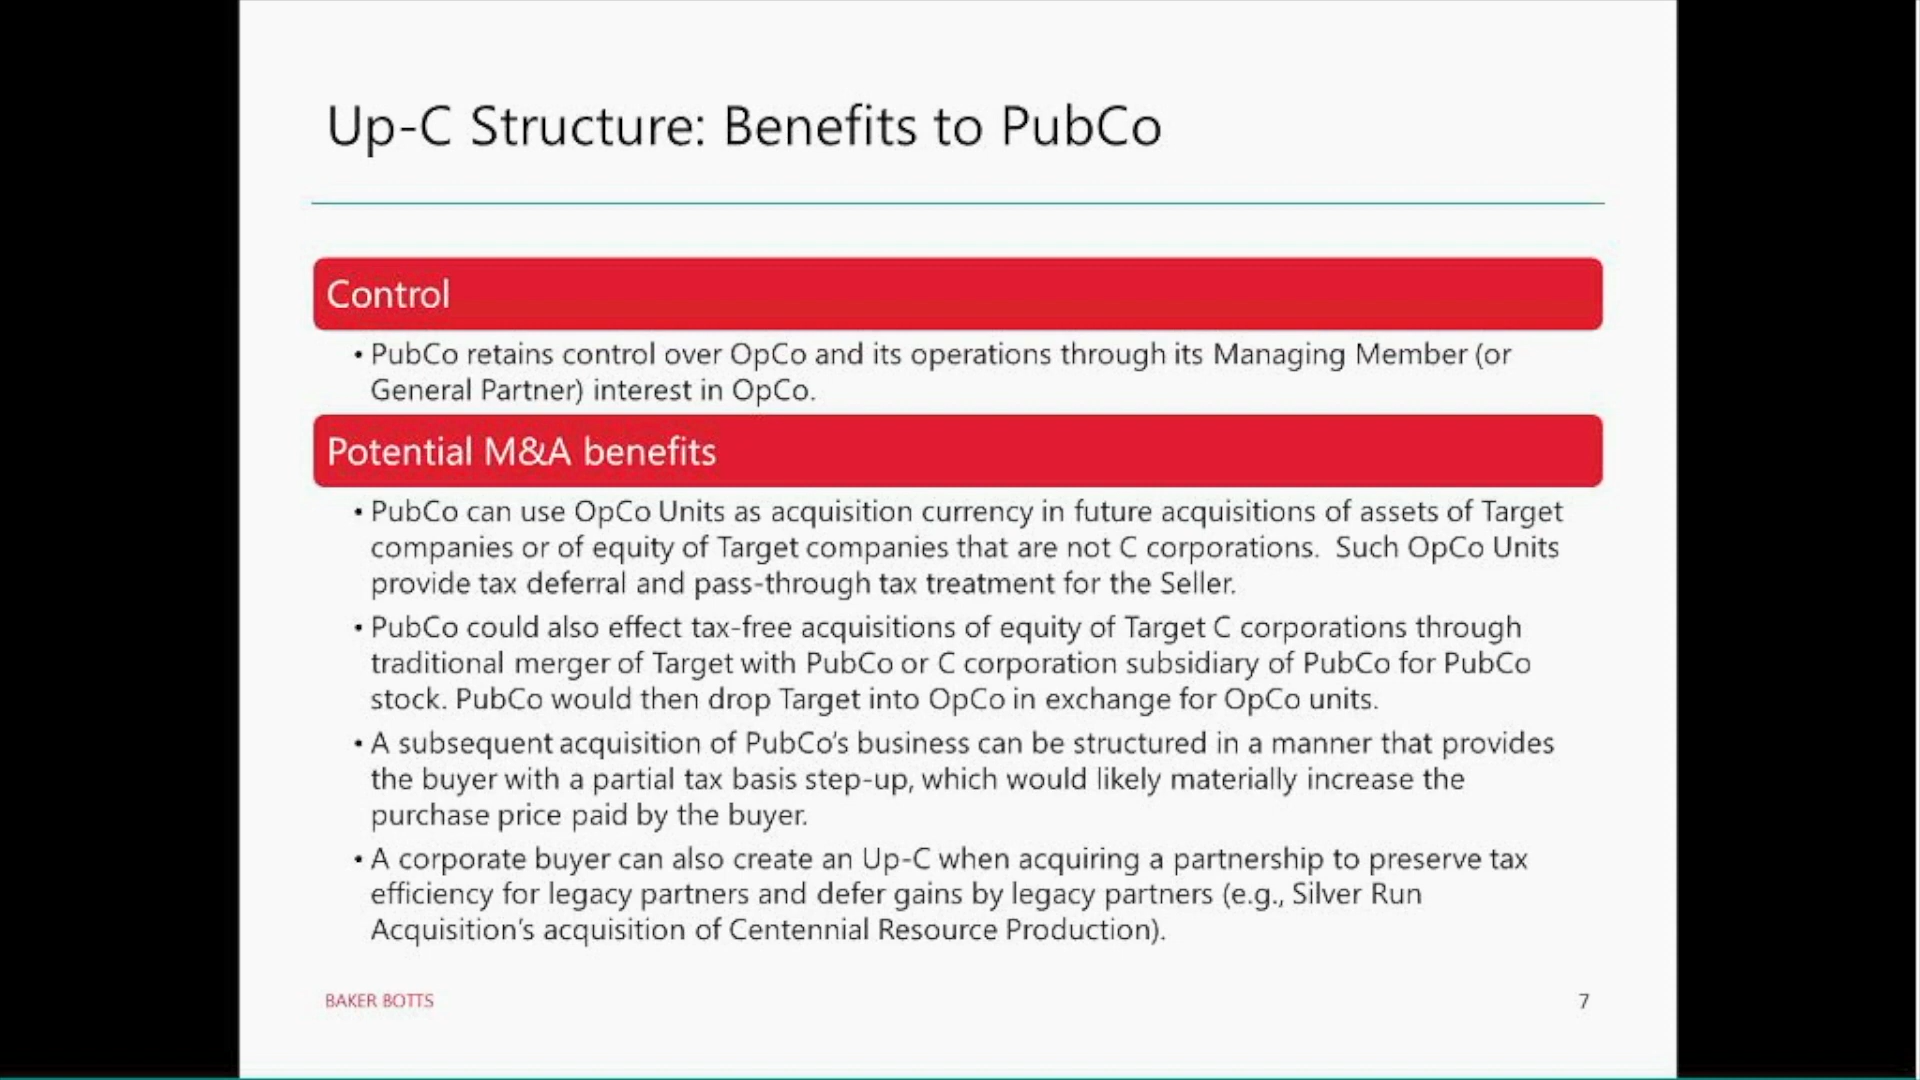 Up-C Structure: Benefits to PubCo
Control
• PubCo retains control over OpCo and its operations through its Managing Member (or
General Partner) interest in OpCo.
Potential M&A benefits
• PubCo can use OpCo Units as acquisition currency in future acquisitions of assets of Target
companies or of equity of Target companies that are not C corporations.  Such OpCo Units
provide tax deferral and pass-through tax treatment for the Seller.
• PubCo could also effect tax-free acquisitions of equity of Target C corporations through
traditional merger of Target with PubCo or C corporation subsidiary of PubCo for PubCo
stock. PubCo would then drop Target into OpCo in exchange for OpCo units.
• A subsequent acquisition of PubCo's business can be structured in a manner that provides
the buyer with a partial tax basis step-up, which would likely materially increase the
purchase price paid by the buyer.
• A corporate buyer can also create an Up-C when acquiring a partnership to preserve tax
efficiency for legacy partners and defer gains by legacy partners (e.g., Silver Run
Acquisition's acquisition of Centennial Resource Production).
BAKER BOTTS
7